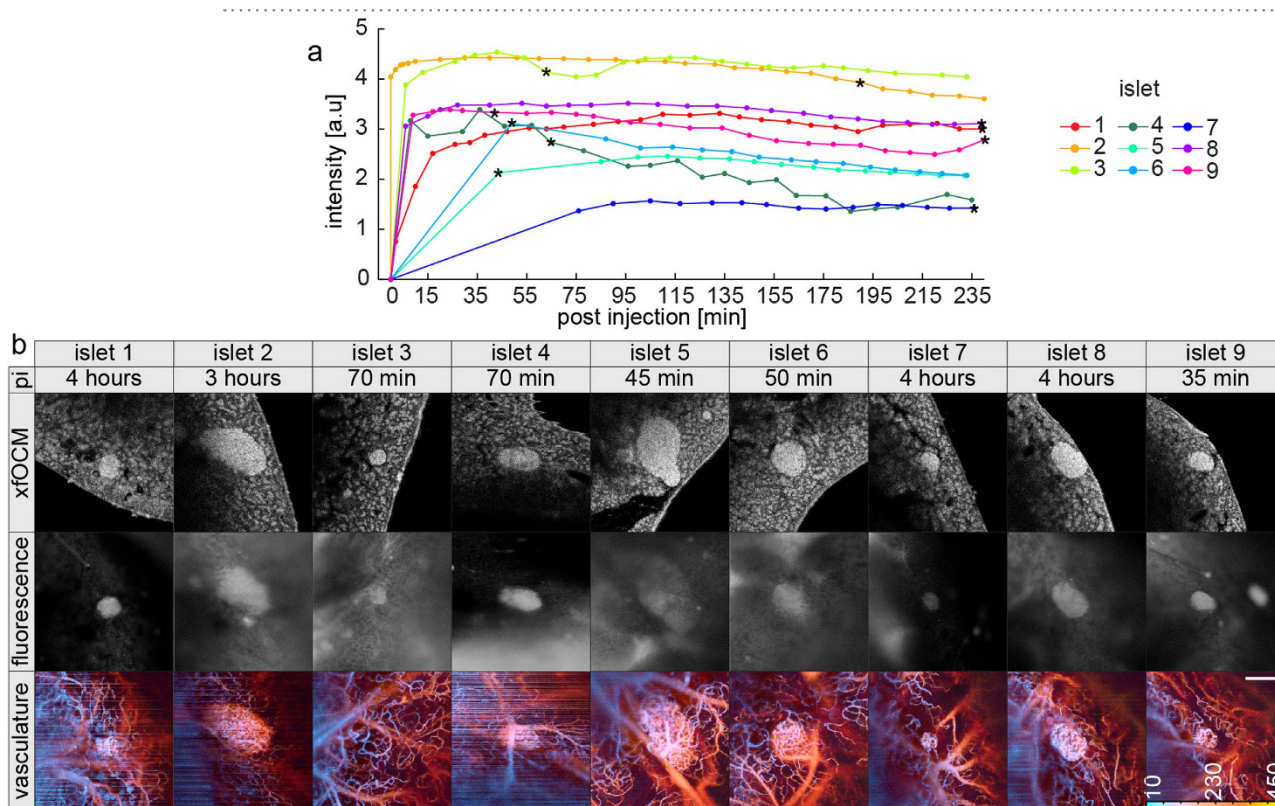 a
5
4
3
2
1
0
intensity [a.u]
* * * * * * * * *
0 15 35 55 75 95 115 135 155 175 195 215 235
post injection [min]
islet
1 4 7
2 5 8
3 6 9
b
islet 1 islet 2 islet 3 islet 4 islet 5 islet 6 islet 7 islet 8 islet 9
pi 4 hours 3 hours 70 min 70 min 45 min 50 min 4 hours 4 hours 35 min
xfOCM
fluorescence
vasculature
10 230 450